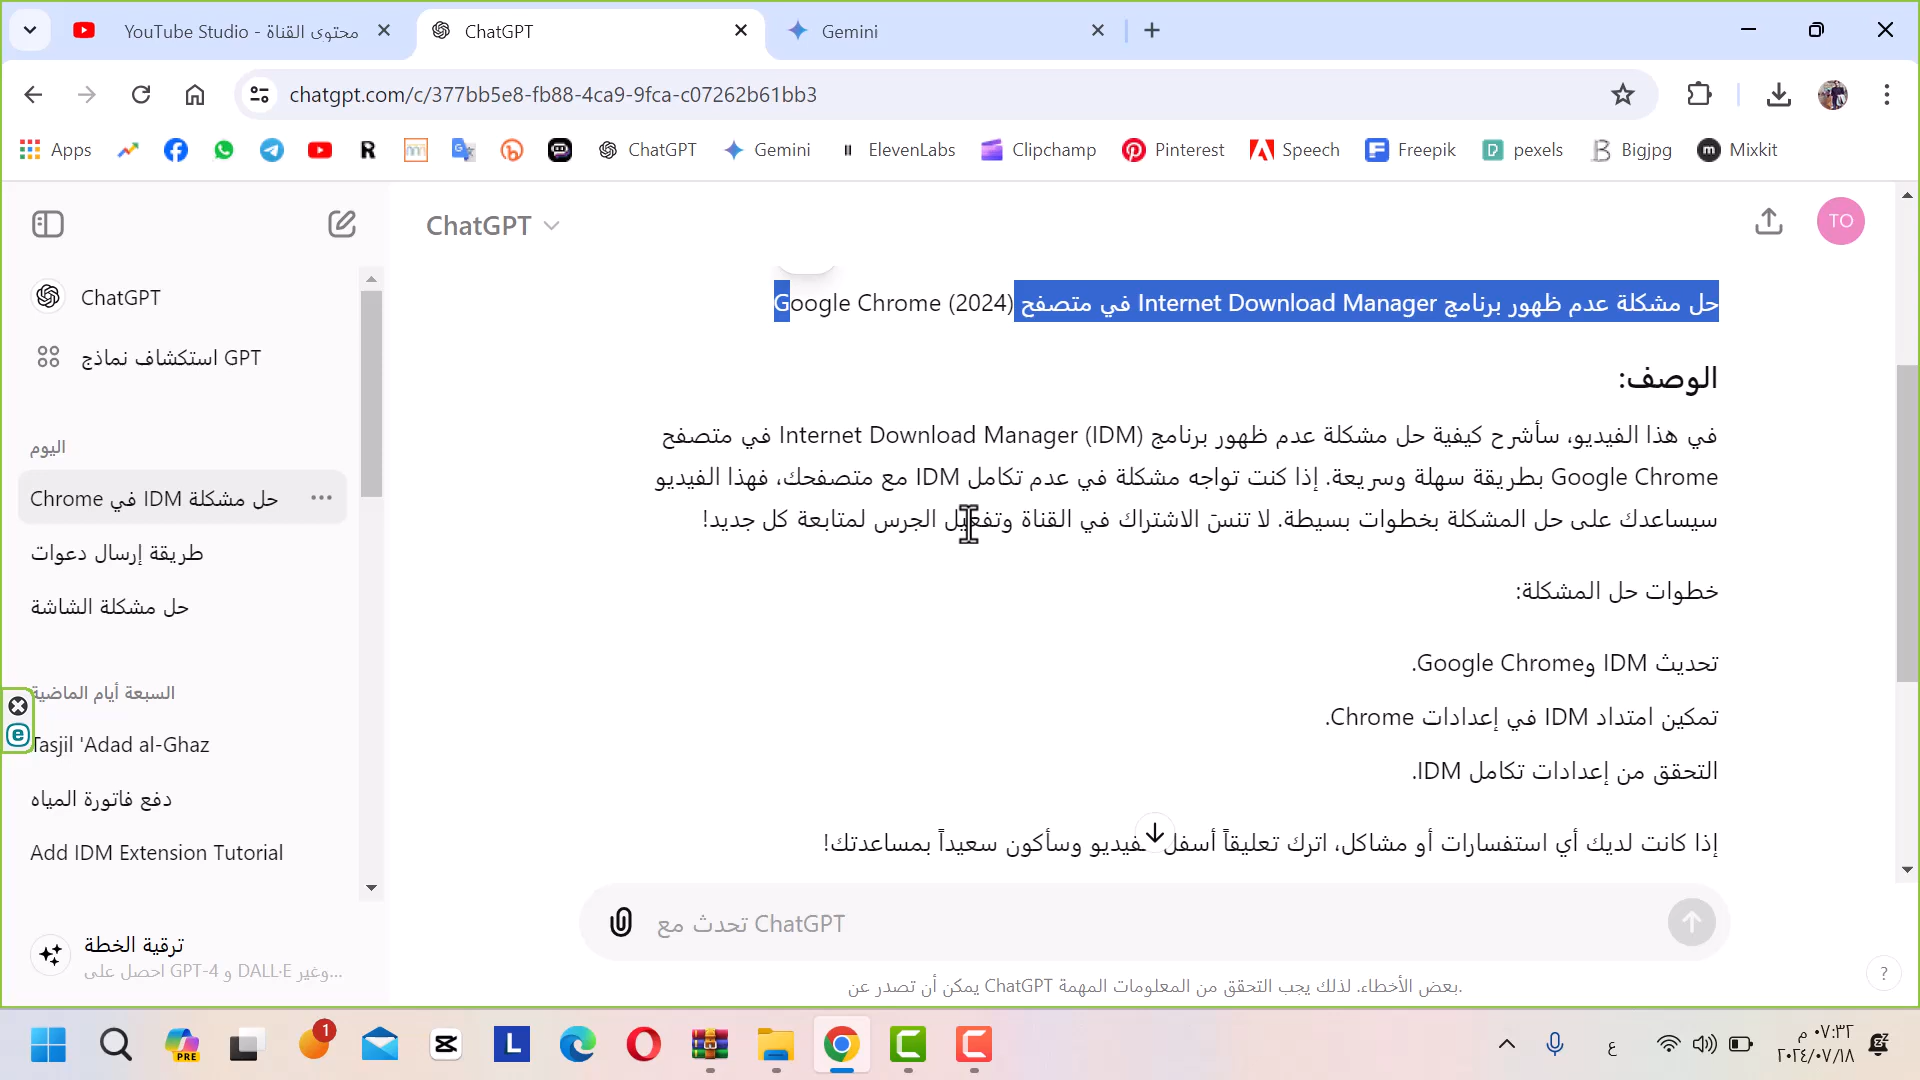 YouTube Studio - محتوى القناة
ChatGPT
Gemini
chatgpt.com/c/377bb5e8-fb88-4ca9-9fca-c07262b61bb3
Apps
ChatGPT
Gemini
ElevenLabs
Clipchamp
Pinterest
Speech
Freepik
pexels
Bigjpg
Mixkit
ChatGPT
TO
ChatGPT
استكشاف نماذج GPT
اليوم
حل مشكلة IDM في Chrome
طريقة إرسال دعوات
حل مشكلة الشاشة
السبعة أيام الماضية
Tasjil 'Adad al-Ghaz
دفع فاتورة المياه
Add IDM Extension Tutorial
ترقية الخطة
احصل على GPT-4 و DALL·E وغير...
حل مشكلة عدم ظهور برنامج Internet Download Manager في متصفح Google Chrome (2024)
الوصف:
في هذا الفيديو، سأشرح كيفية حل مشكلة عدم ظهور برنامج Internet Download Manager (IDM) في متصفح
Google Chrome بطريقة سهلة وسريعة. إذا كنت تواجه مشكلة في عدم تكامل IDM مع متصفحك، فهذا الفيديو
سيساعدك على حل المشكلة بخطوات بسيطة. لا تنسَ الاشتراك في القناة وتفعيل الجرس لمتابعة كل جديد!
خطوات حل المشكلة:
تحديث IDM وGoogle Chrome.
تمكين امتداد IDM في إعدادات Chrome.
التحقق من إعدادات تكامل IDM.
إذا كانت لديك أي استفسارات أو مشاكل، اترك تعليقاً أسفل الفيديو وسأكون سعيداً بمساعدتك!
تحدث مع ChatGPT
يمكن أن تصدر عن ChatGPT بعض الأخطاء. لذلك يجب التحقق من المعلومات المهمة.
?
PRE
1
L
ع
٠٧:٣٢ م
٢٠٢٤/٠٧/١٨